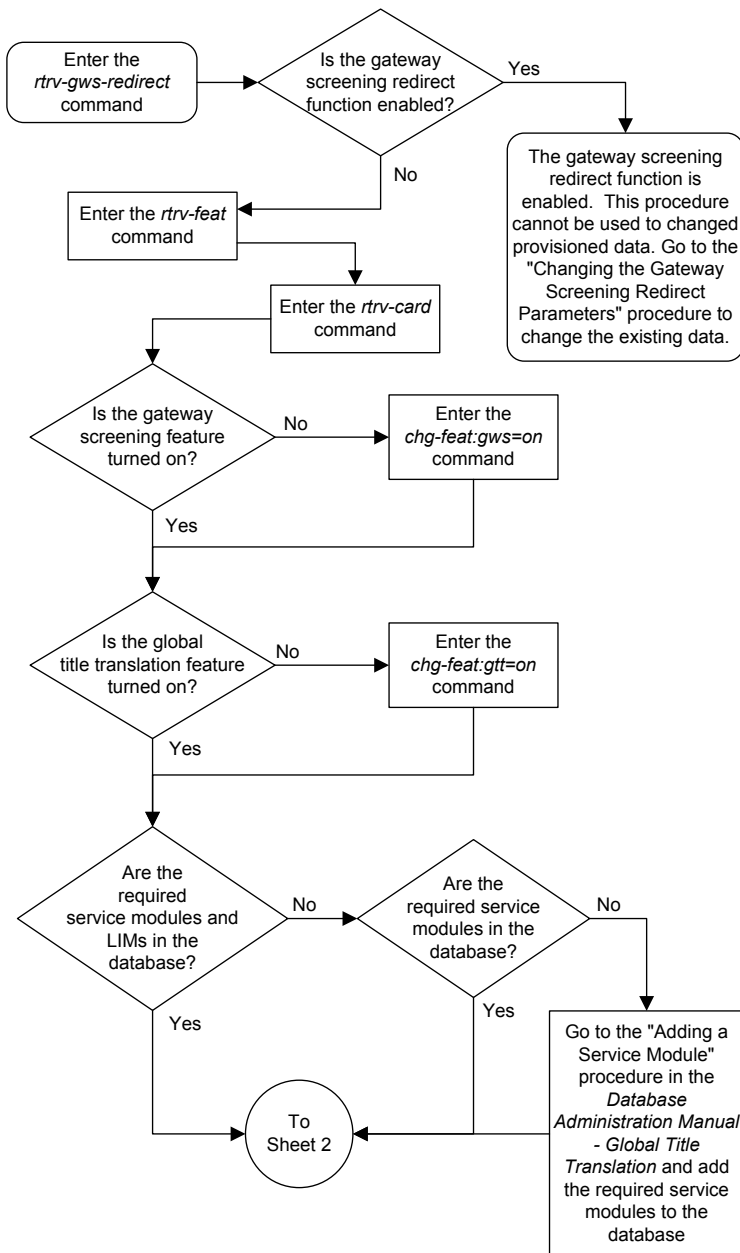 Enter the
rtrv-gws-redirect
command
Is the gateway
screening redirect
function enabled?
Yes
No
The gateway screening
redirect function is
enabled. This procedure
cannot be used to changed
provisioned data. Go to the
"Changing the Gateway
Screening Redirect
Parameters" procedure to
change the existing data.
Enter the rtrv-feat
command
Enter the rtrv-card
command
Is the gateway
screening feature
turned on?
No
Enter the
chg-feat:gws=on
command
Yes
Is the global
title translation feature
turned on?
No
Enter the
chg-feat:gtt=on
command
Yes
Are the
required
service modules and
LIMs in the
database?
No
Are the
required service
modules in the
database?
No
Yes
Yes
Go to the "Adding a
Service Module"
procedure in the
Database
Administration Manual
- Global Title
Translation and add
the required service
modules to the
database
To
Sheet 2